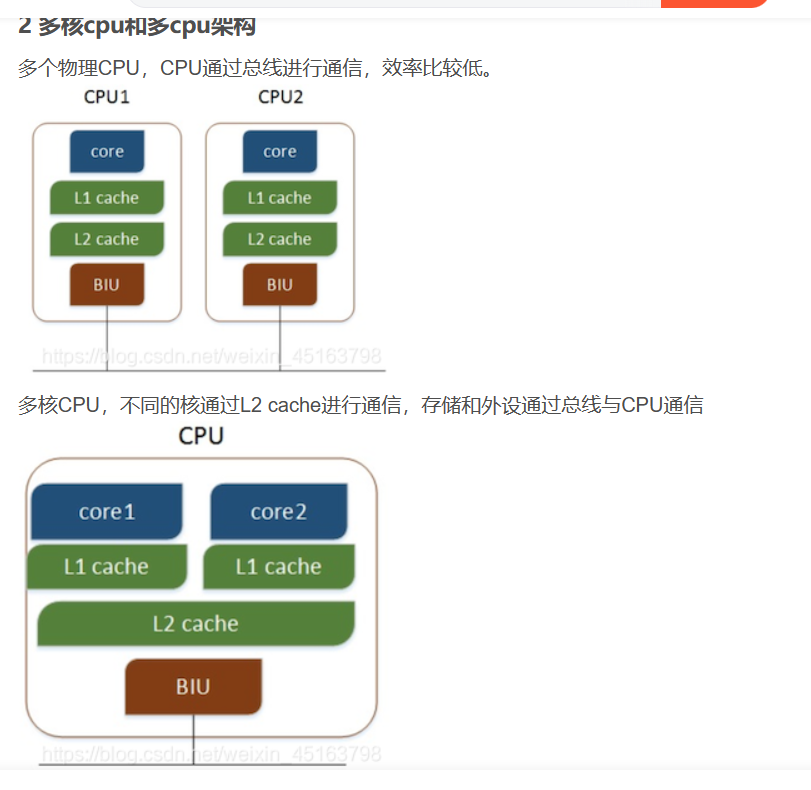 2 多核cpu和多cpu架构
多个物理CPU，CPU通过总线进行通信，效率比较低。
CPU1 CPU2
core core
L1 cache L1 cache
L2 cache L2 cache
BIU BIU
https://blog.csdn.net/weixin_45163798
多核CPU，不同的核通过L2 cache进行通信，存储和外设通过总线与CPU通信
CPU
core1 core2
L1 cache L1 cache
L2 cache
BIU
https://blog.csdn.net/weixin_45163798